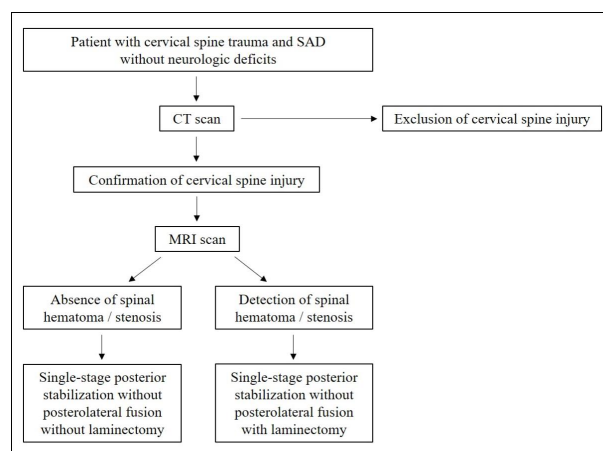 Patient with cervical spine trauma and SAD
without neurologic deficits
CT scan
Exclusion of cervical spine injury
Confirmation of cervical spine injury
MRI scan
Absence of spinal
hematoma / stenosis
Detection of spinal
hematoma / stenosis
Single-stage posterior
stabilization without
posterolateral fusion
without laminectomy
Single-stage posterior
stabilization without
posterolateral fusion
with laminectomy